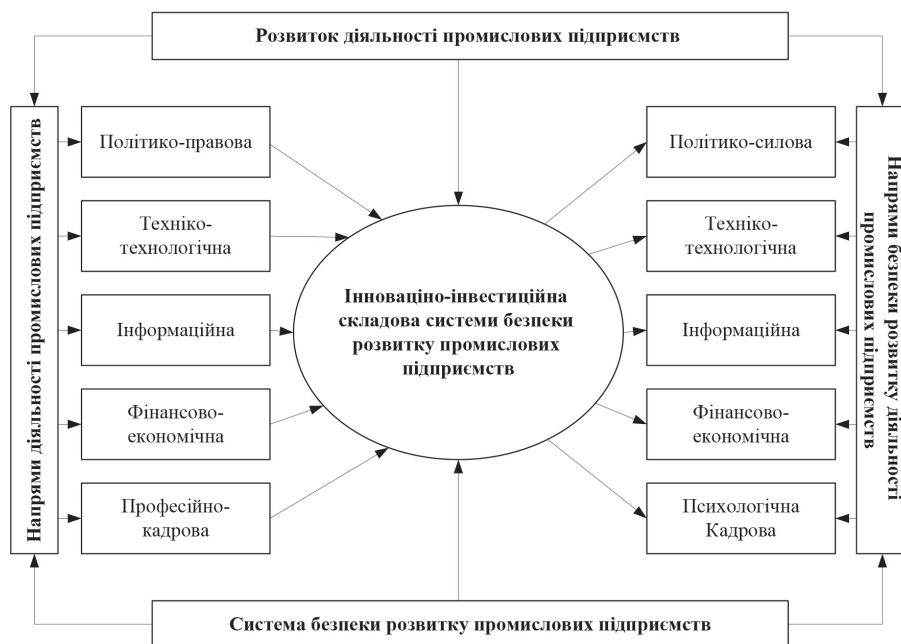 Розвиток діяльності промислових підприємств
Напрями діяльності промислових підприємств
Політико-правова
Техніко-
технологічна
Інформаційна
Фінансово-
економічна
Професійно-
кадрова
Інноваціно-інвестиційна
складова системи безпеки
розвитку промислових
підприємств
Політико-силова
Техніко-
технологічна
Інформаційна
Фінансово-
економічна
Психологічна
Кадрова
Напрями безпеки розвитку діяльності
промислових підприємств
Система безпеки розвитку промислових підприємств